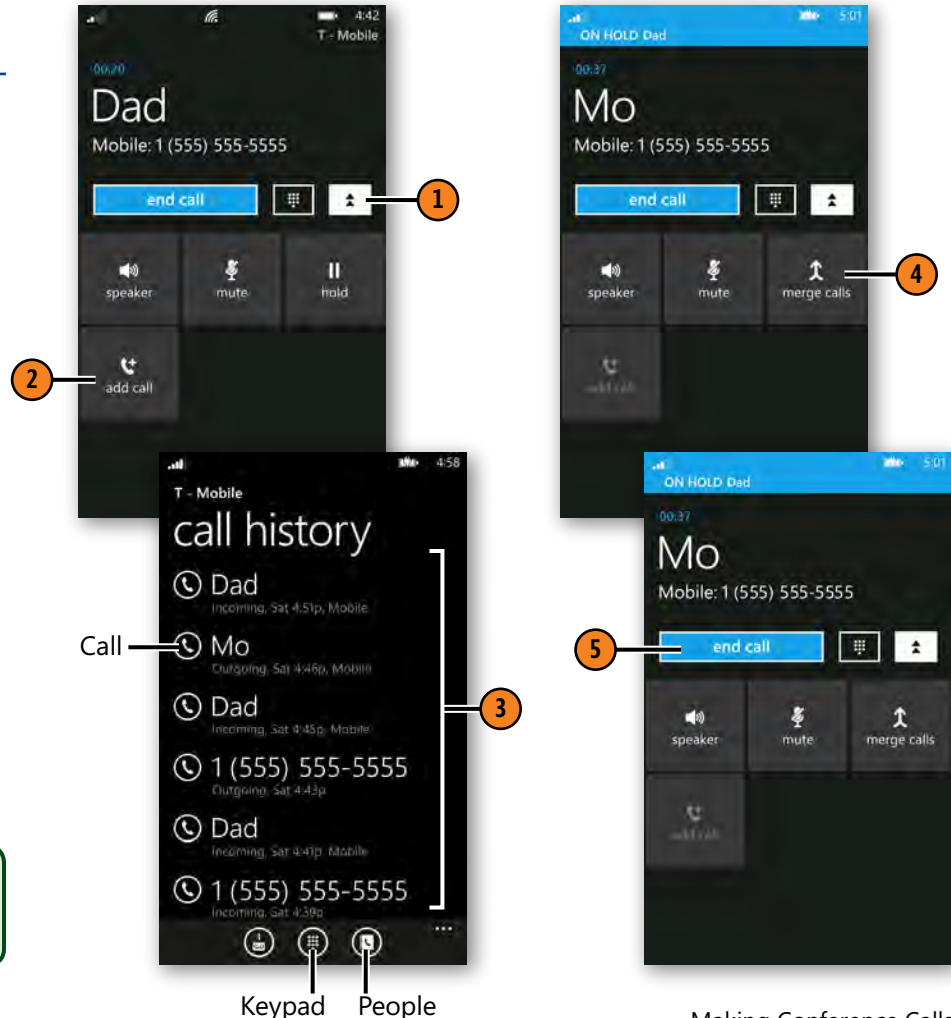 4:42
T - Mobile
00:20
Dad
Mobile: 1 (555) 555-5555
end call
1
speaker
mute
hold
2
add call
5:01
ON HOLD Dad
00:37
Mo
Mobile: 1 (555) 555-5555
end call
speaker
mute
merge calls
4
add call
4:58
T - Mobile
call history
Dad
Incoming, Sat 4:51p, Mobile
Call
Mo
Outgoing, Sat 4:46p, Mobile
Dad
Incoming, Sat 4:45p, Mobile
3
1 (555) 555-5555
Outgoing, Sat 4:43p
Dad
Incoming, Sat 4:41p, Mobile
1 (555) 555-5555
Incoming, Sat 4:39p
Keypad
People
5:01
ON HOLD Dad
00:37
Mo
Mobile: 1 (555) 555-5555
5
end call
speaker
mute
merge calls
add call
Making Conference Calls